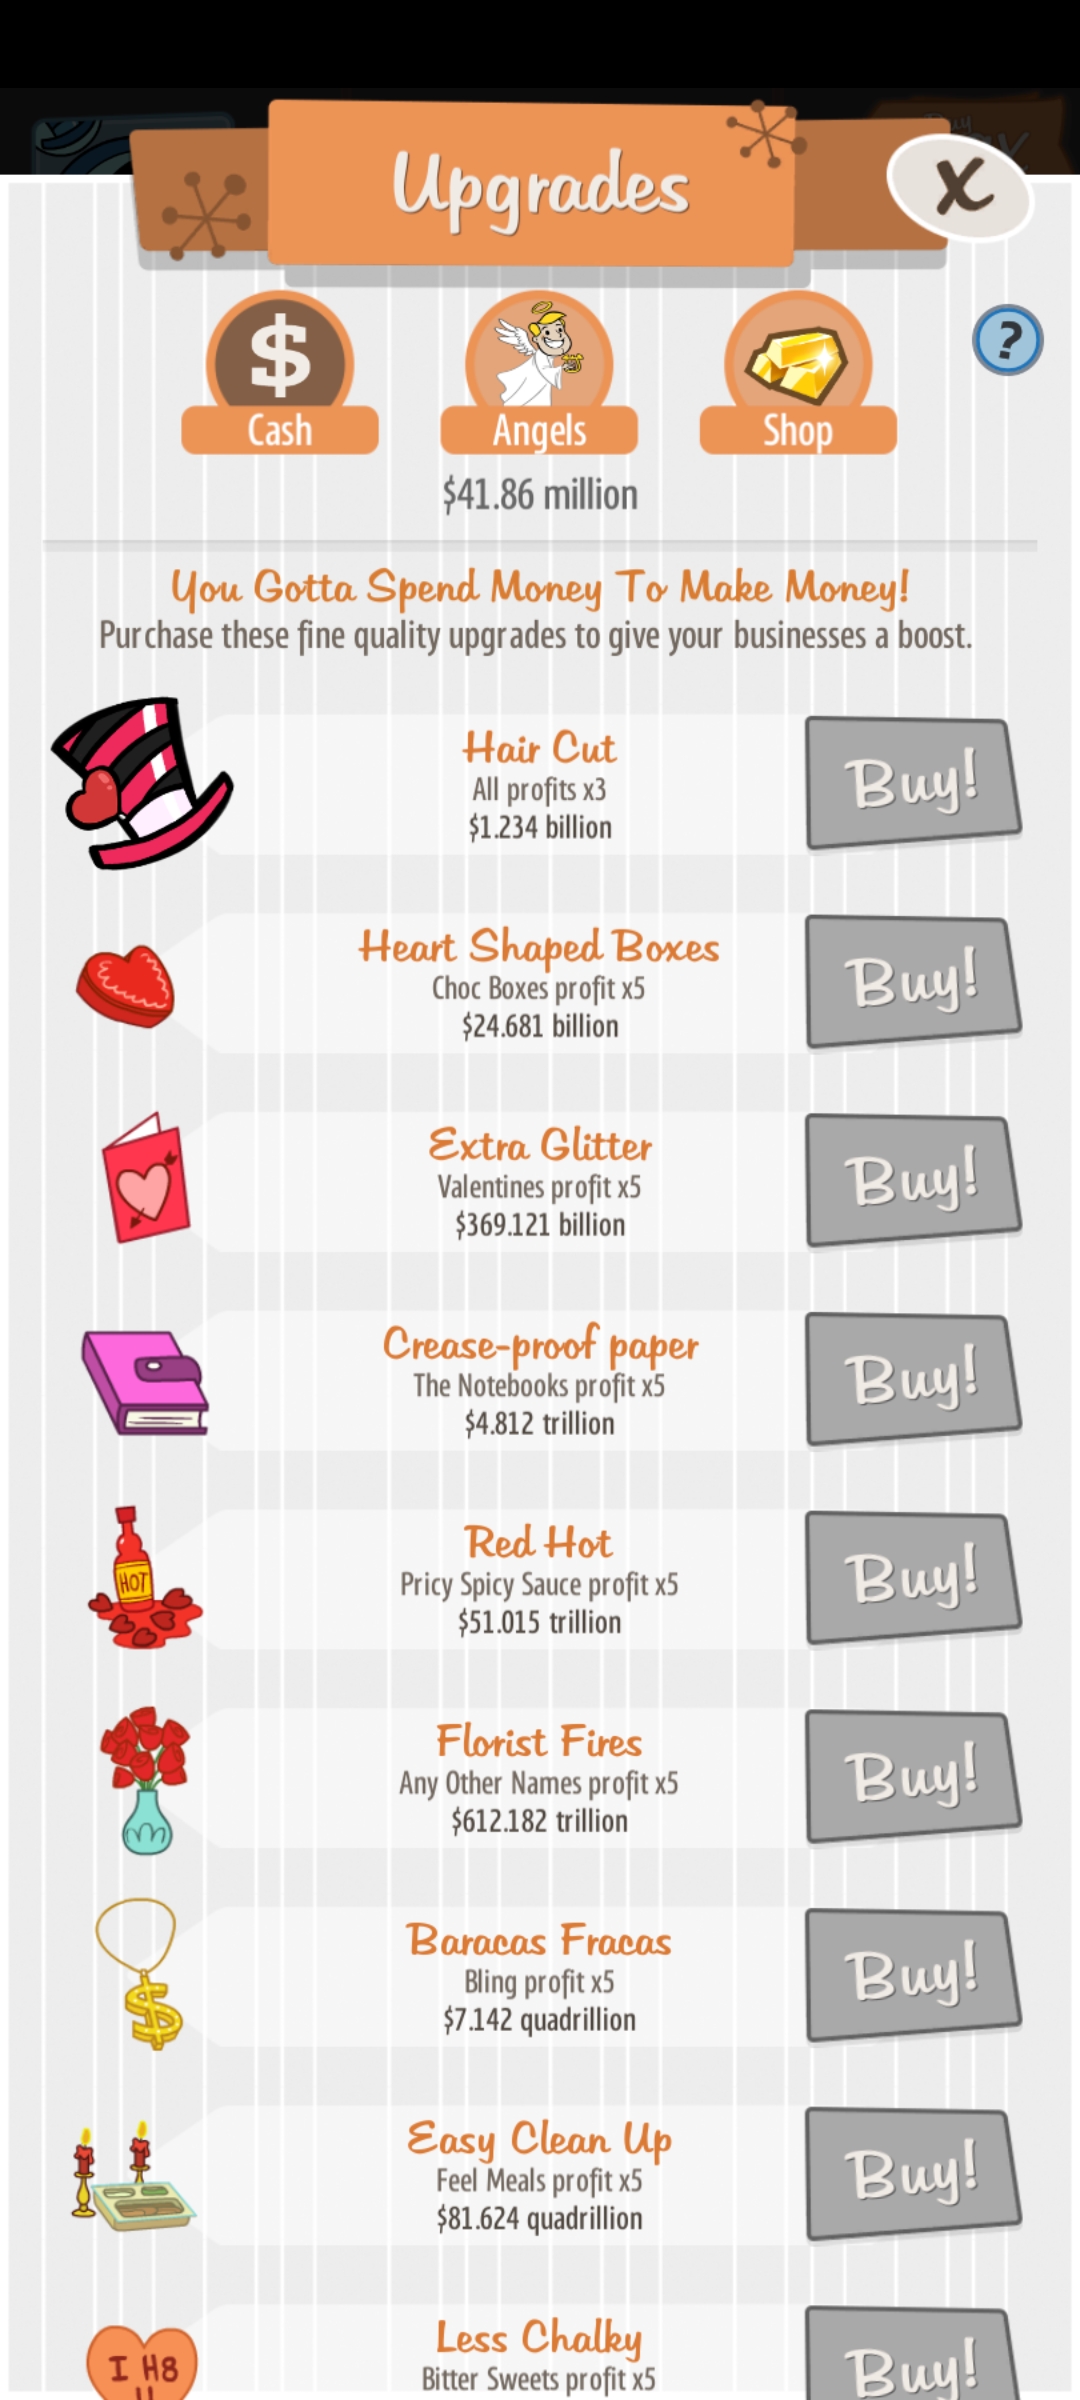 Upgrades
X
$
?
Cash
Angels
Shop
$41.86 million
You Gotta Spend Money To Make Money!
Purchase these fine quality upgrades to give your businesses a boost.
Hair Cut
All profits x3
$1.234 billion
Buy!
Heart Shaped Boxes
Choc Boxes profit x5
$24.681 billion
Buy!
Extra Glitter
Valentines profit x5
$369.121 billion
Buy!
Crease-proof paper
The Notebooks profit x5
$4.812 trillion
Buy!
HOT
Red Hot
Pricy Spicy Sauce profit x5
$51.015 trillion
Buy!
Florist Fires
Any Other Names profit x5
$612.182 trillion
Buy!
$
Baracas Fracas
Bling profit x5
$7.142 quadrillion
Buy!
Easy Clean Up
Feel Meals profit x5
$81.624 quadrillion
Buy!
I H8
U
Less Chalky
Bitter Sweets profit x5
Buy!